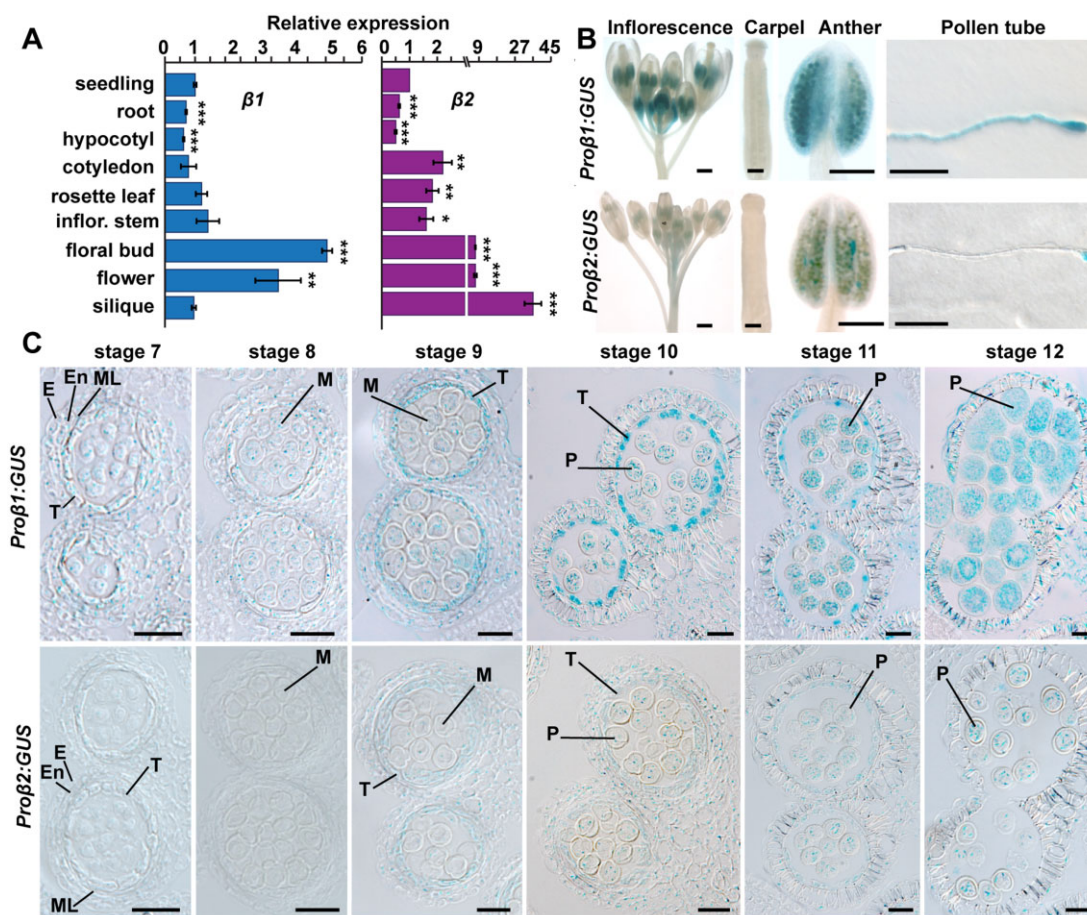 A
Relative expression
0 1 2 3 4 5 6
0 1 2 9 27 45
β1
β2
seedling
root
hypocotyl
cotyledon
rosette leaf
inflor. stem
floral bud
flower
silique
***
***
***
**
***
***
**
**
*
***
***
***
B
Inflorescence Carpel Anther Pollen tube
Proβ1:GUS
Proβ2:GUS
C
stage 7 stage 8 stage 9 stage 10 stage 11 stage 12
Proβ1:GUS
E En ML T
M
M T
T P
P
P
Proβ2:GUS
E En T ML
M
M T
T P
P
P